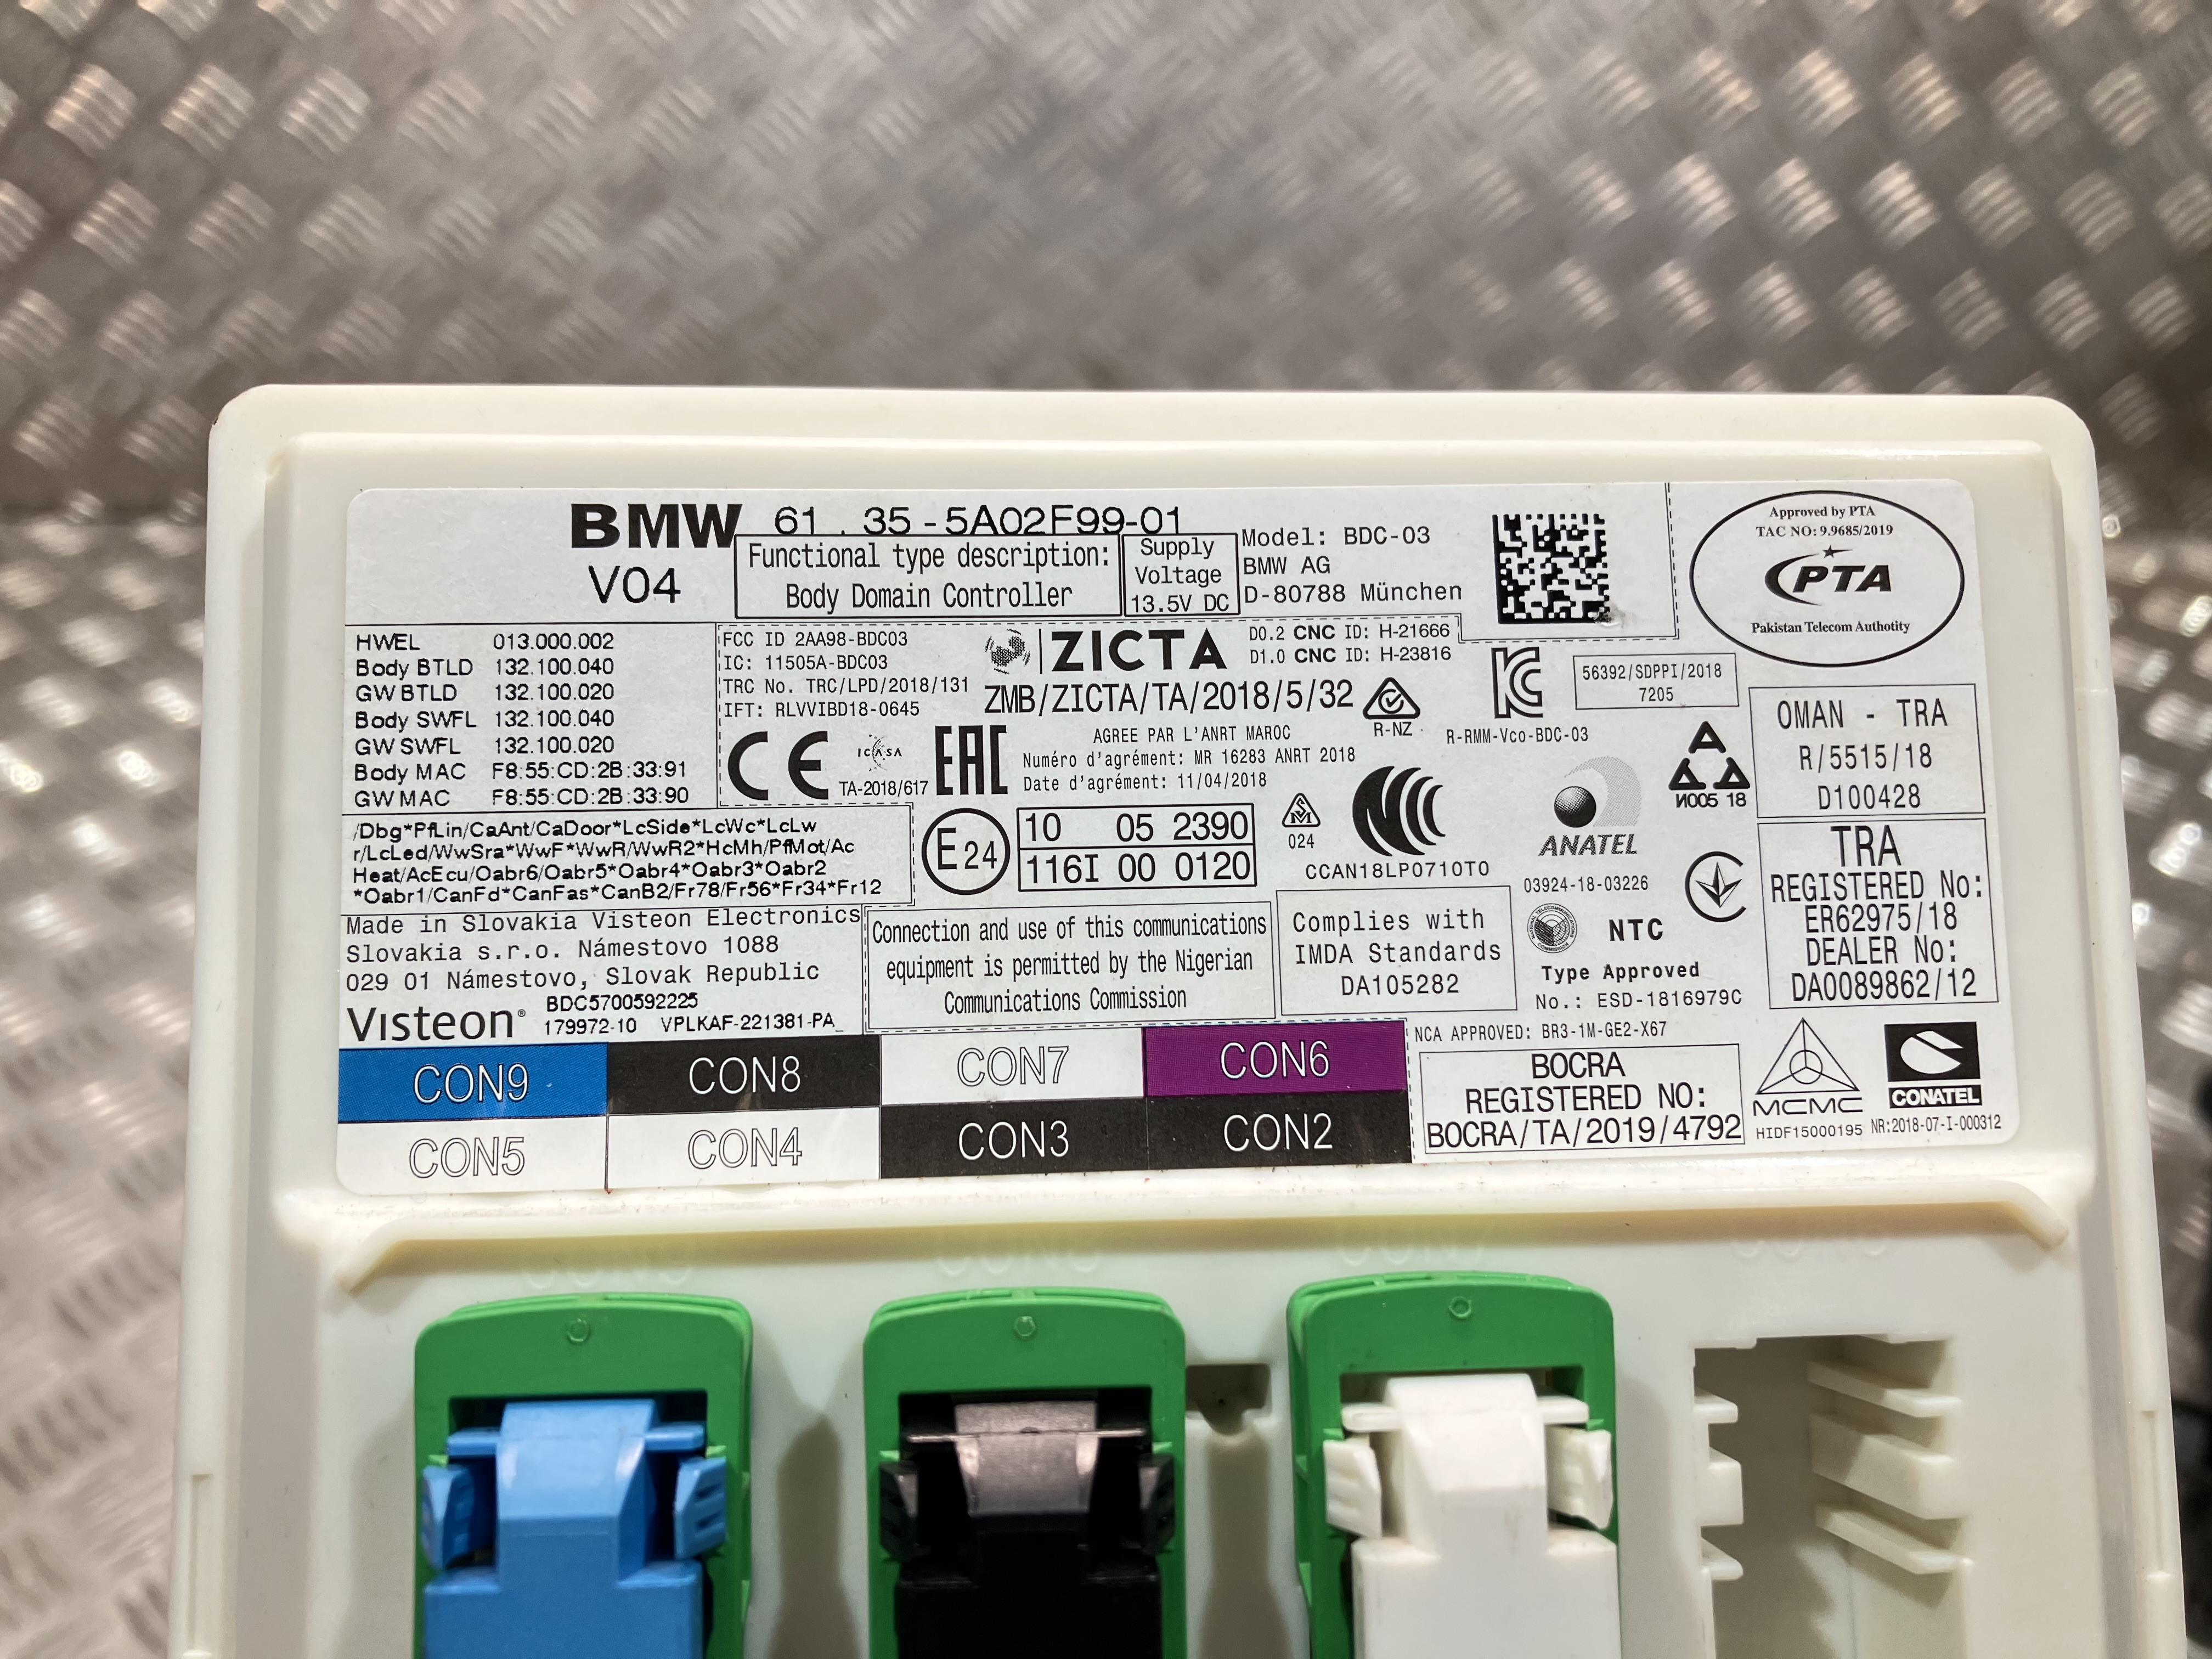 BMW 61 . 35 - 5A02F99-01
V04
Functional type description:
Body Domain Controller
Supply
Voltage
13.5V DC
Model: BDC-03
BMW AG
D-80788 München
Approved by PTA
TAC NO: 9.9685/2019
PTA
Pakistan Telecom Authotity
HWEL 013.000.002
Body BTLD 132.100.040
GW BTLD 132.100.020
Body SWFL 132.100.040
GW SWFL 132.100.020
Body MAC F8:55:CD:2B:33:91
GW MAC F8:55:CD:2B:33:90
FCC ID 2AA98-BDC03
IC: 11505A-BDC03
TRC No. TRC/LPD/2018/131
IFT: RLVVIBD18-0645
ZICTA
ZMB/ZICTA/TA/2018/5/32
D0.2 CNC ID: H-21666
D1.0 CNC ID: H-23816
R-NZ
R-RMM-Vco-BDC-03
56392/SDPPI/2018
7205
CE
ICASA
TA-2018/617
EAC
AGREE PAR L'ANRT MAROC
Numéro d'agrément: MR 16283 ANRT 2018
Date d'agrément: 11/04/2018
И005 18
OMAN - TRA
R/5515/18
D100428
/Dbg*PfLin/CaAnt/CaDoor*LcSide*LcWc*LcLw
r/LcLed/WwSra*WwF*WwR/WwR2*HcMh/PfMot/Ac
Heat/AcEcu/Oabr6/Oabr5*Oabr4*Oabr3*Oabr2
*Oabr1/CanFd*CanFas*CanB2/Fr78/Fr56*Fr34*Fr12
E24
10 05 2390
116I 00 0120
024
CCAN18LP0710T0
ANATEL
03924-18-03226
TRA
REGISTERED No:
ER62975/18
DEALER No:
DA0089862/12
Made in Slovakia Visteon Electronics
Slovakia s.r.o. Námestovo 1088
029 01 Námestovo, Slovak Republic
Visteon®
BDC5700592225
179972-10 VPLKAF-221381-PA
Connection and use of this communications
equipment is permitted by the Nigerian
Communications Commission
Complies with
IMDA Standards
DA105282
NTC
Type Approved
No.: ESD-1816979C
NCA APPROVED: BR3-1M-GE2-X67
BOCRA
REGISTERED NO:
BOCRA/TA/2019/4792
MCMC
HIDF15000195
CONATEL
NR:2018-07-I-000312
CON9 CON8 CON7 CON6
CON5 CON4 CON3 CON2